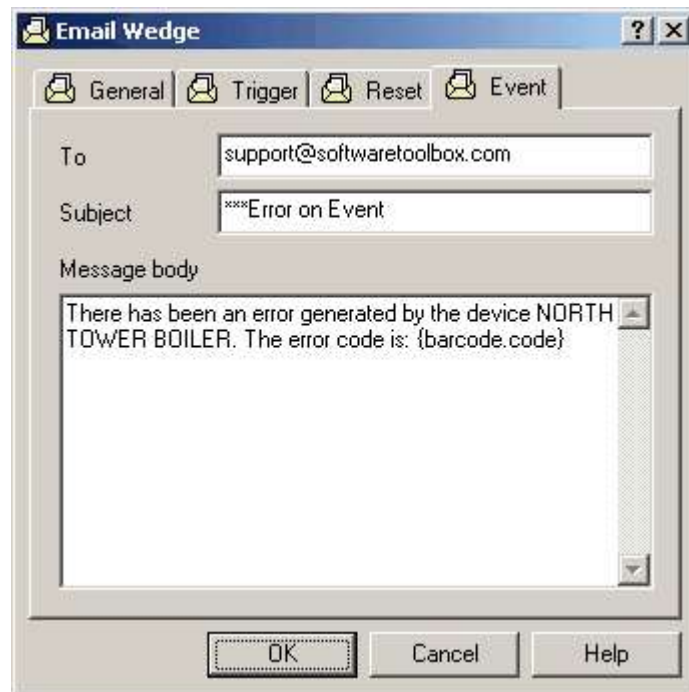 Email Wedge
General Trigger Reset Event
To support@softwaretoolbox.com
Subject ***Error on Event
Message body
There has been an error generated by the device NORTH
TOWER BOILER. The error code is: {barcode.code}
OK Cancel Help